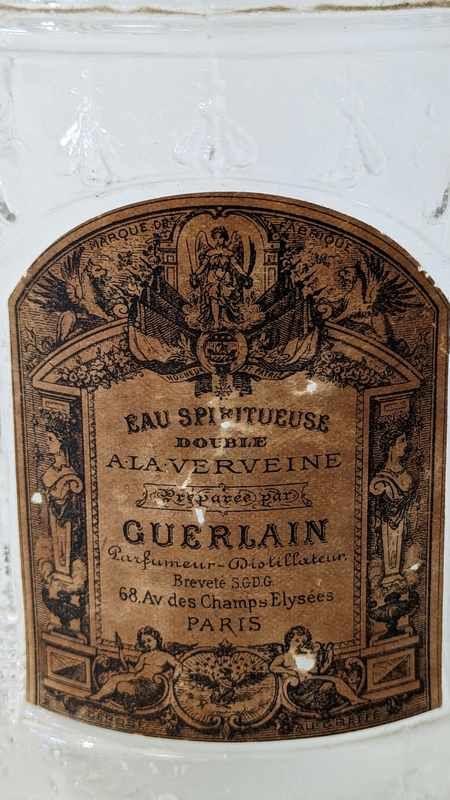 MARQUE DE FABRIQUE
EAU SPIRITUEUSE
DOUBLE
A·LA·VERVEINE
Préparée par
GUERLAIN
Parfumeur-Distillateur
Breveté S.G.D.G
68.Av des Champs Elysées
PARIS